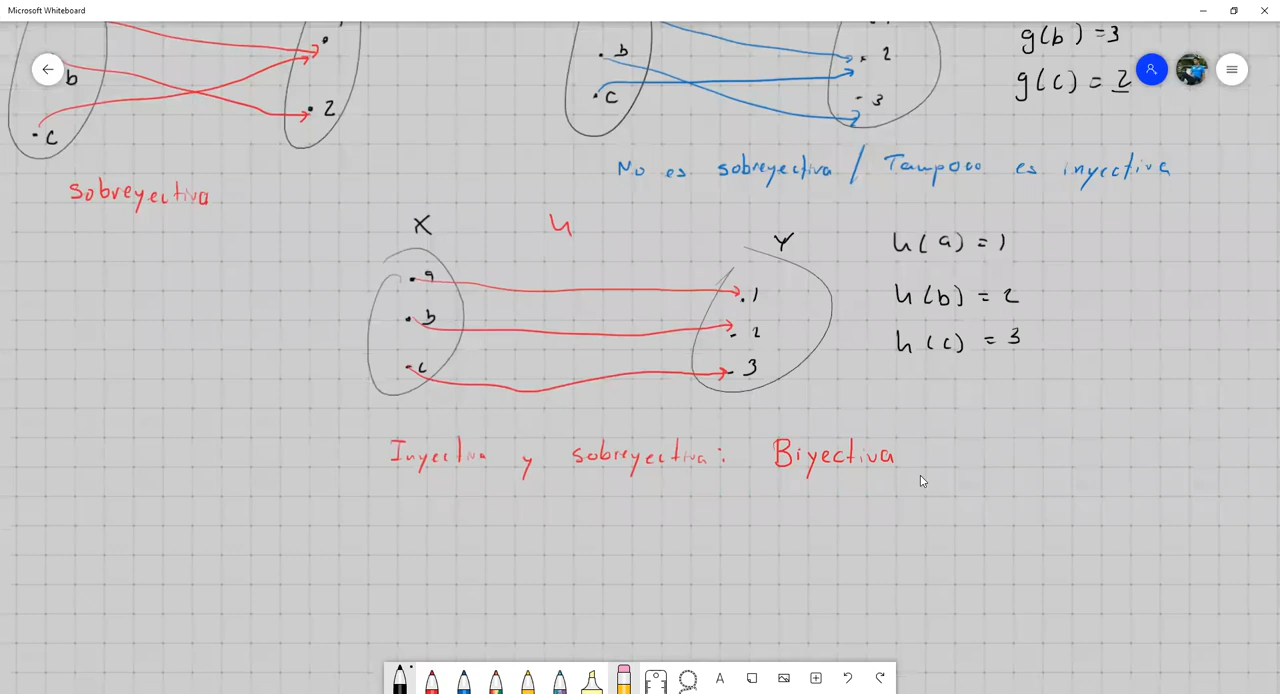 Microsoft Whiteboard
b
c
2
b
c
2
3
g(b) = 3
g(c) = 2
Sobreyectiva
No es sobreyectiva / Tampoco es inyectiva
X
h
Y
a
b
c
1
2
3
h(a) = 1
h(b) = 2
h(c) = 3
Inyectiva y sobreyectiva: Biyectiva
A